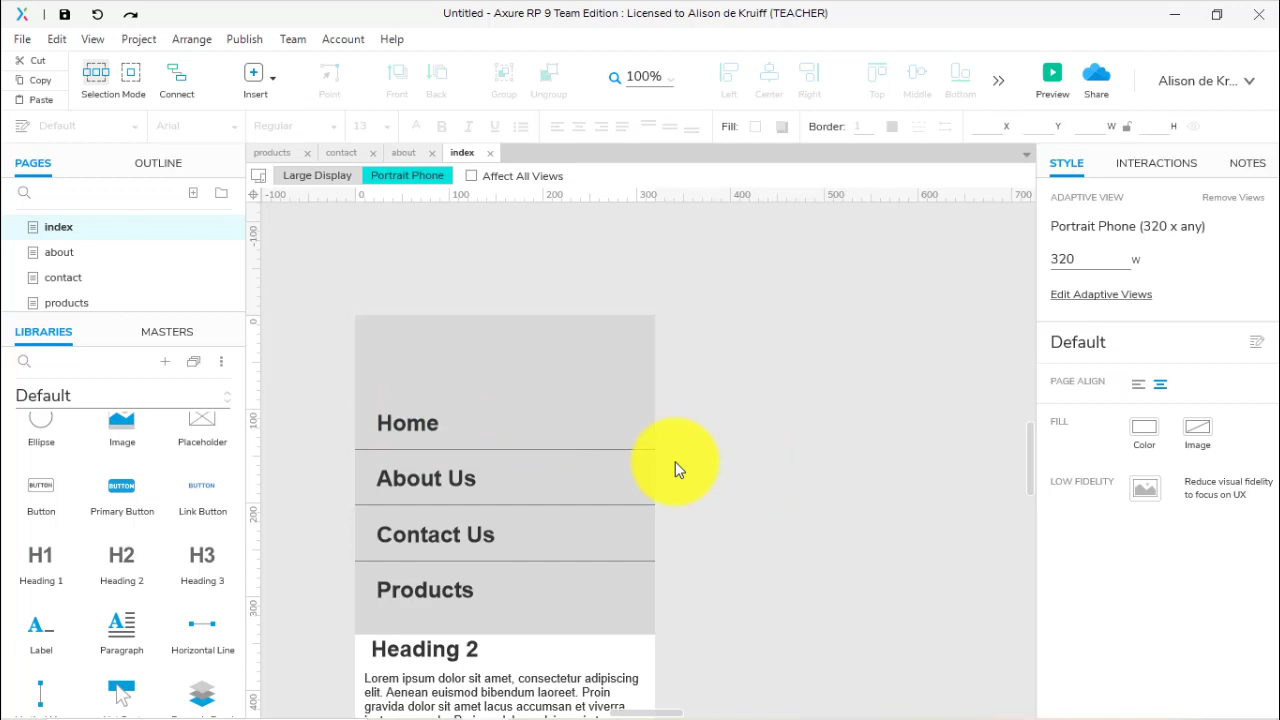 Untitled - Axure RP 9 Team Edition : Licensed to Alison de Kruiff (TEACHER)
File Edit View Project Arrange Publish Team Account Help
Cut
Copy
Paste
Selection Mode Connect Insert Point Front Back Group Ungroup 100% Left Center Right Top Middle Bottom Preview Share Alison de Kr...
Default Arial Regular 13 Fill: Border: 1 X Y W H
PAGES OUTLINE
products contact about index
Large Display Portrait Phone Affect All Views
-100 0 100 200 300 400 500 600 700
-100 0 100 200 300 400
index
about
contact
products
LIBRARIES MASTERS
Default
Ellipse Image Placeholder
BUTTON BUTTON BUTTON
Button Primary Button Link Button
H1 H2 H3
Heading 1 Heading 2 Heading 3
Label Paragraph Horizontal Line
Home
About Us
Contact Us
Products
Heading 2
Lorem ipsum dolor sit amet, consectetur adipiscing
elit. Aenean euismod bibendum laoreet. Proin
gravida dolor sit amet lacus accumsan et viverra
STYLE INTERACTIONS NOTES
ADAPTIVE VIEW Remove Views
Portrait Phone (320 x any)
320 W
Edit Adaptive Views
Default
PAGE ALIGN
FILL
Color Image
LOW FIDELITY Reduce visual fidelity
to focus on UX